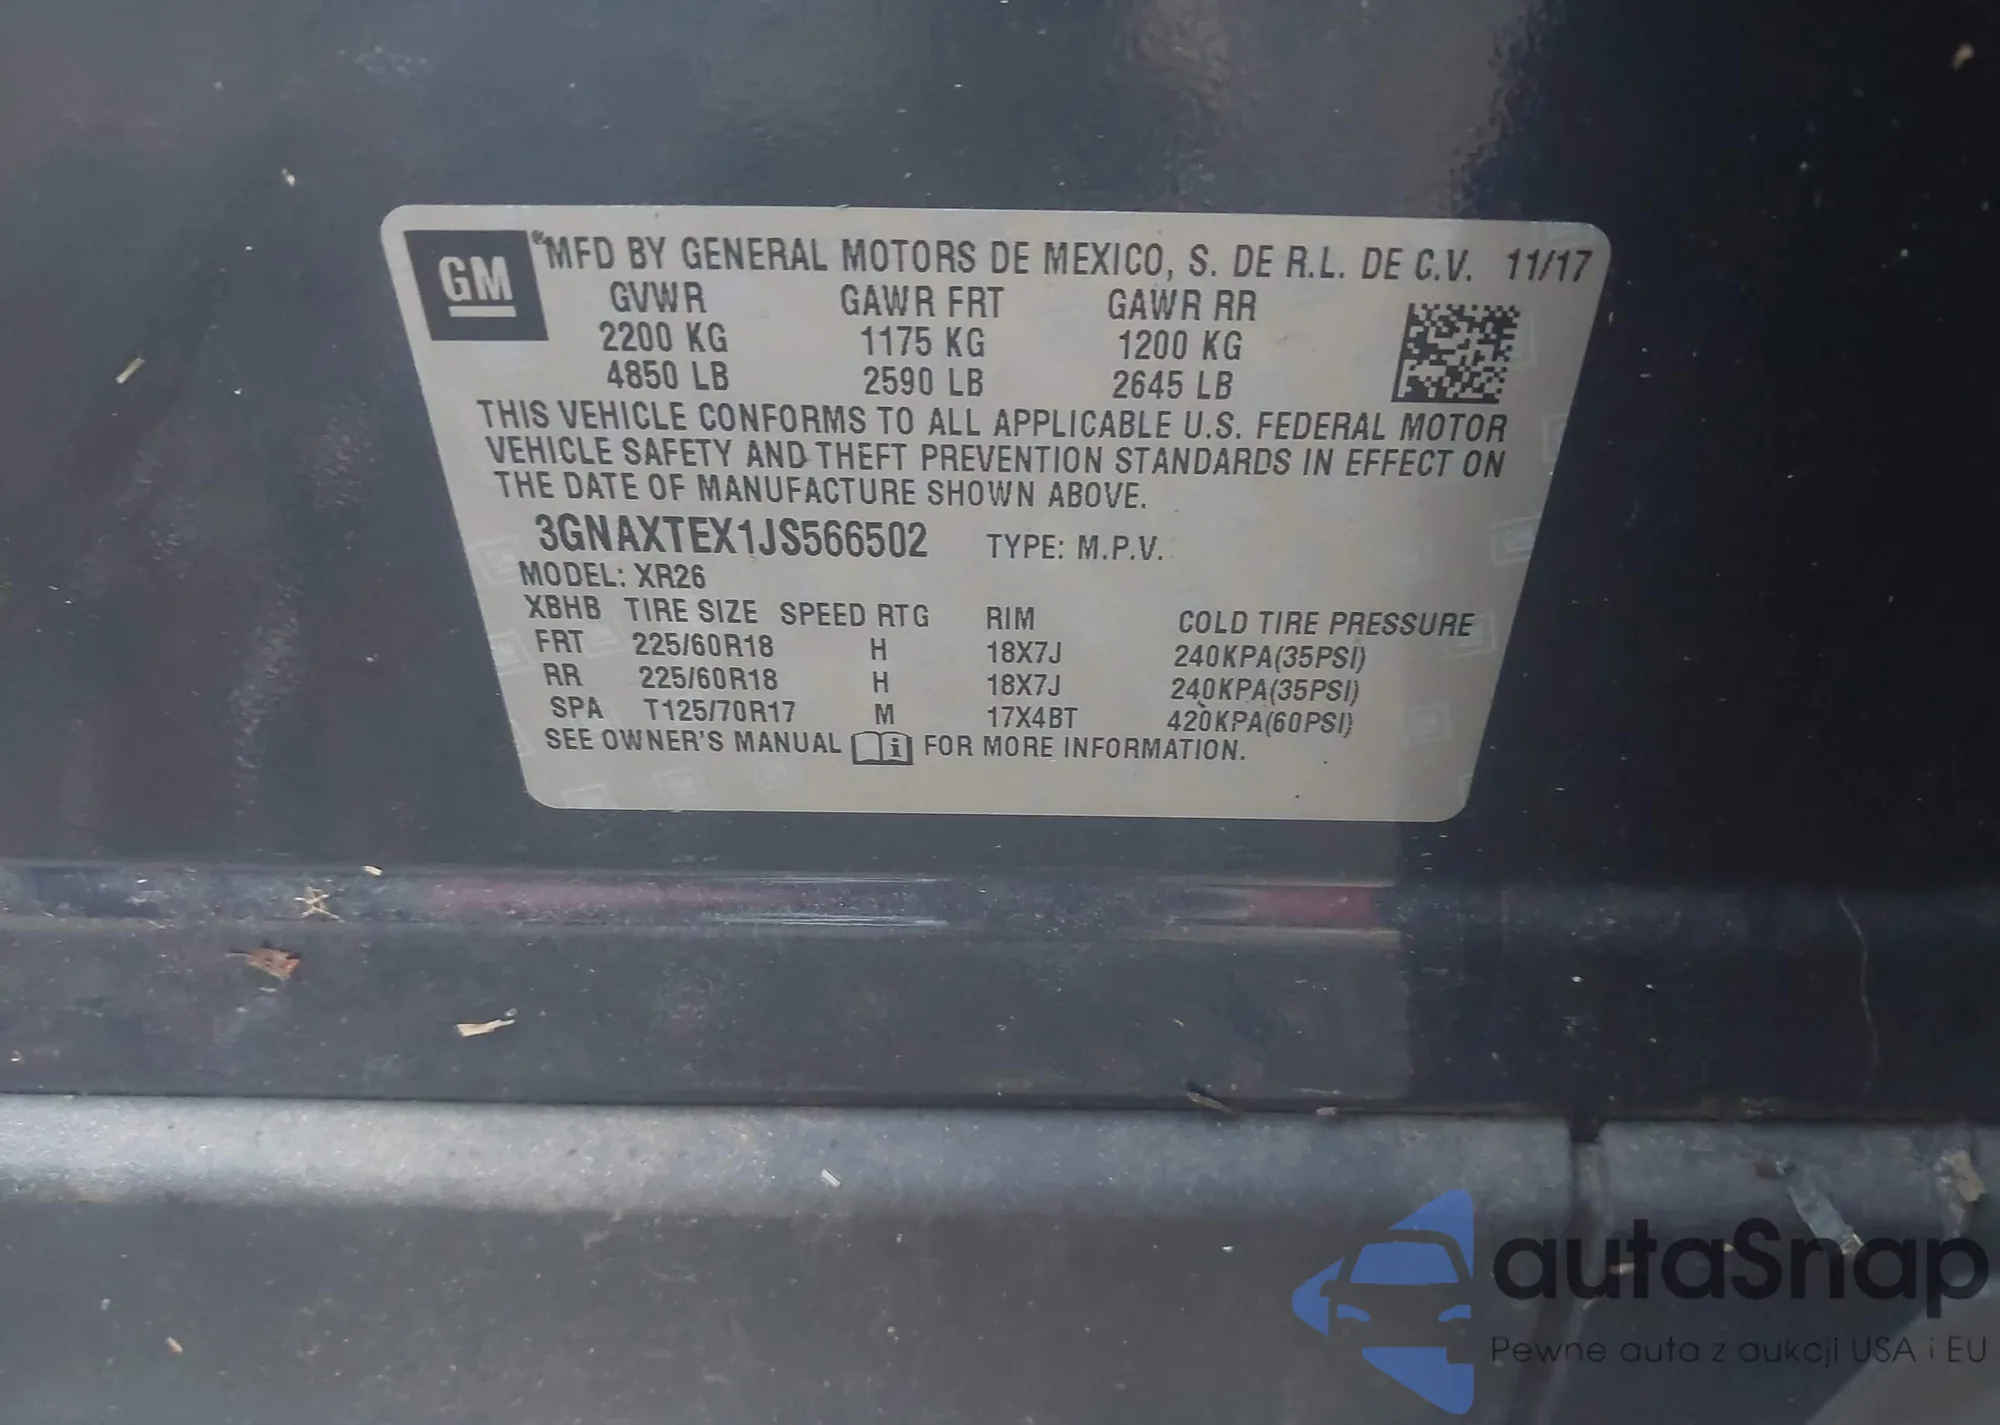 GM
®MFD BY GENERAL MOTORS DE MEXICO, S. DE R.L. DE C.V. 11/17
GVWR GAWR FRT GAWR RR
2200 KG 1175 KG 1200 KG
4850 LB 2590 LB 2645 LB
THIS VEHICLE CONFORMS TO ALL APPLICABLE U.S. FEDERAL MOTOR
VEHICLE SAFETY AND THEFT PREVENTION STANDARDS IN EFFECT ON
THE DATE OF MANUFACTURE SHOWN ABOVE.
3GNAXTEX1JS566502 TYPE: M.P.V.
MODEL: XR26
XBHB TIRE SIZE SPEED RTG RIM COLD TIRE PRESSURE
FRT 225/60R18 H 18X7J 240KPA(35PSI)
RR 225/60R18 H 18X7J 240KPA(35PSI)
SPA T125/70R17 M 17X4BT 420KPA(60PSI)
SEE OWNER'S MANUAL i FOR MORE INFORMATION.
autaSnap
Pewne auta z aukcji USA i EU